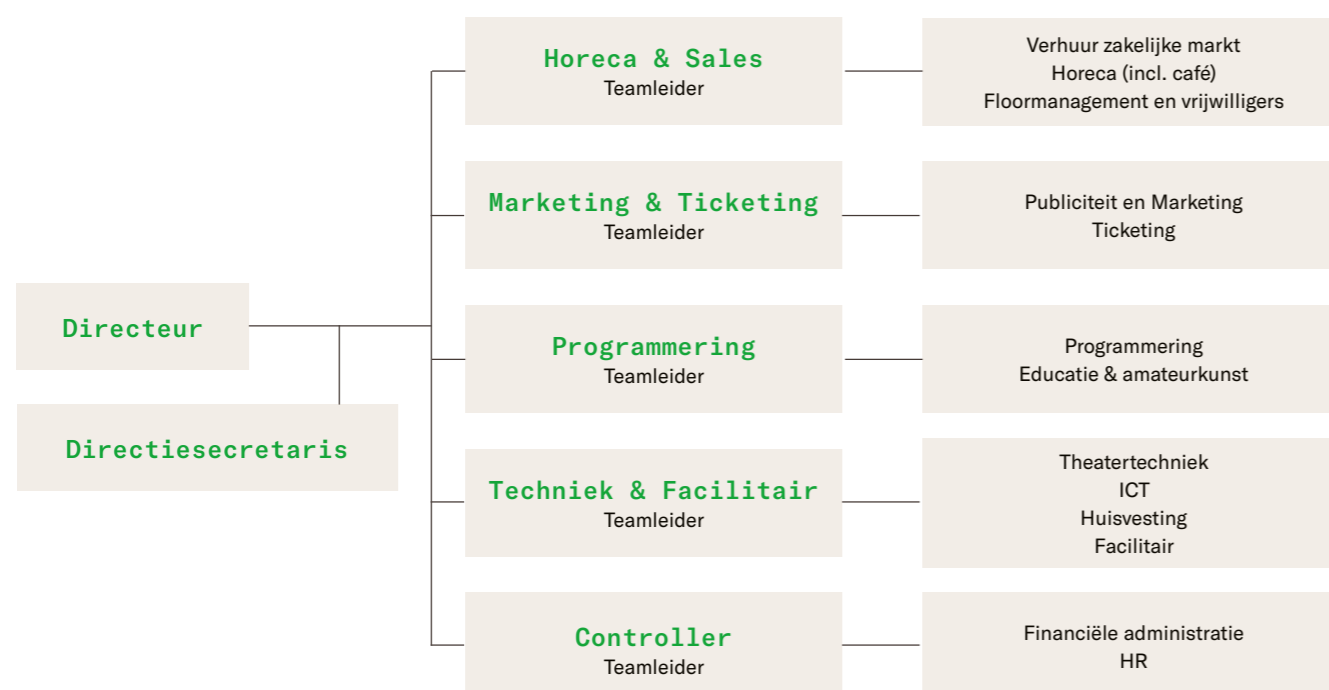 Directeur
Directiesecretaris
Horeca & Sales
Teamleider
Verhuur zakelijke markt
Horeca (incl. café)
Floormanagement en vrijwilligers
Marketing & Ticketing
Teamleider
Publiciteit en Marketing
Ticketing
Programmering
Teamleider
Programmering
Educatie & amateurkunst
Techniek & Facilitair
Teamleider
Theatertechniek
ICT
Huisvesting
Facilitair
Controller
Teamleider
Financiële administratie
HR